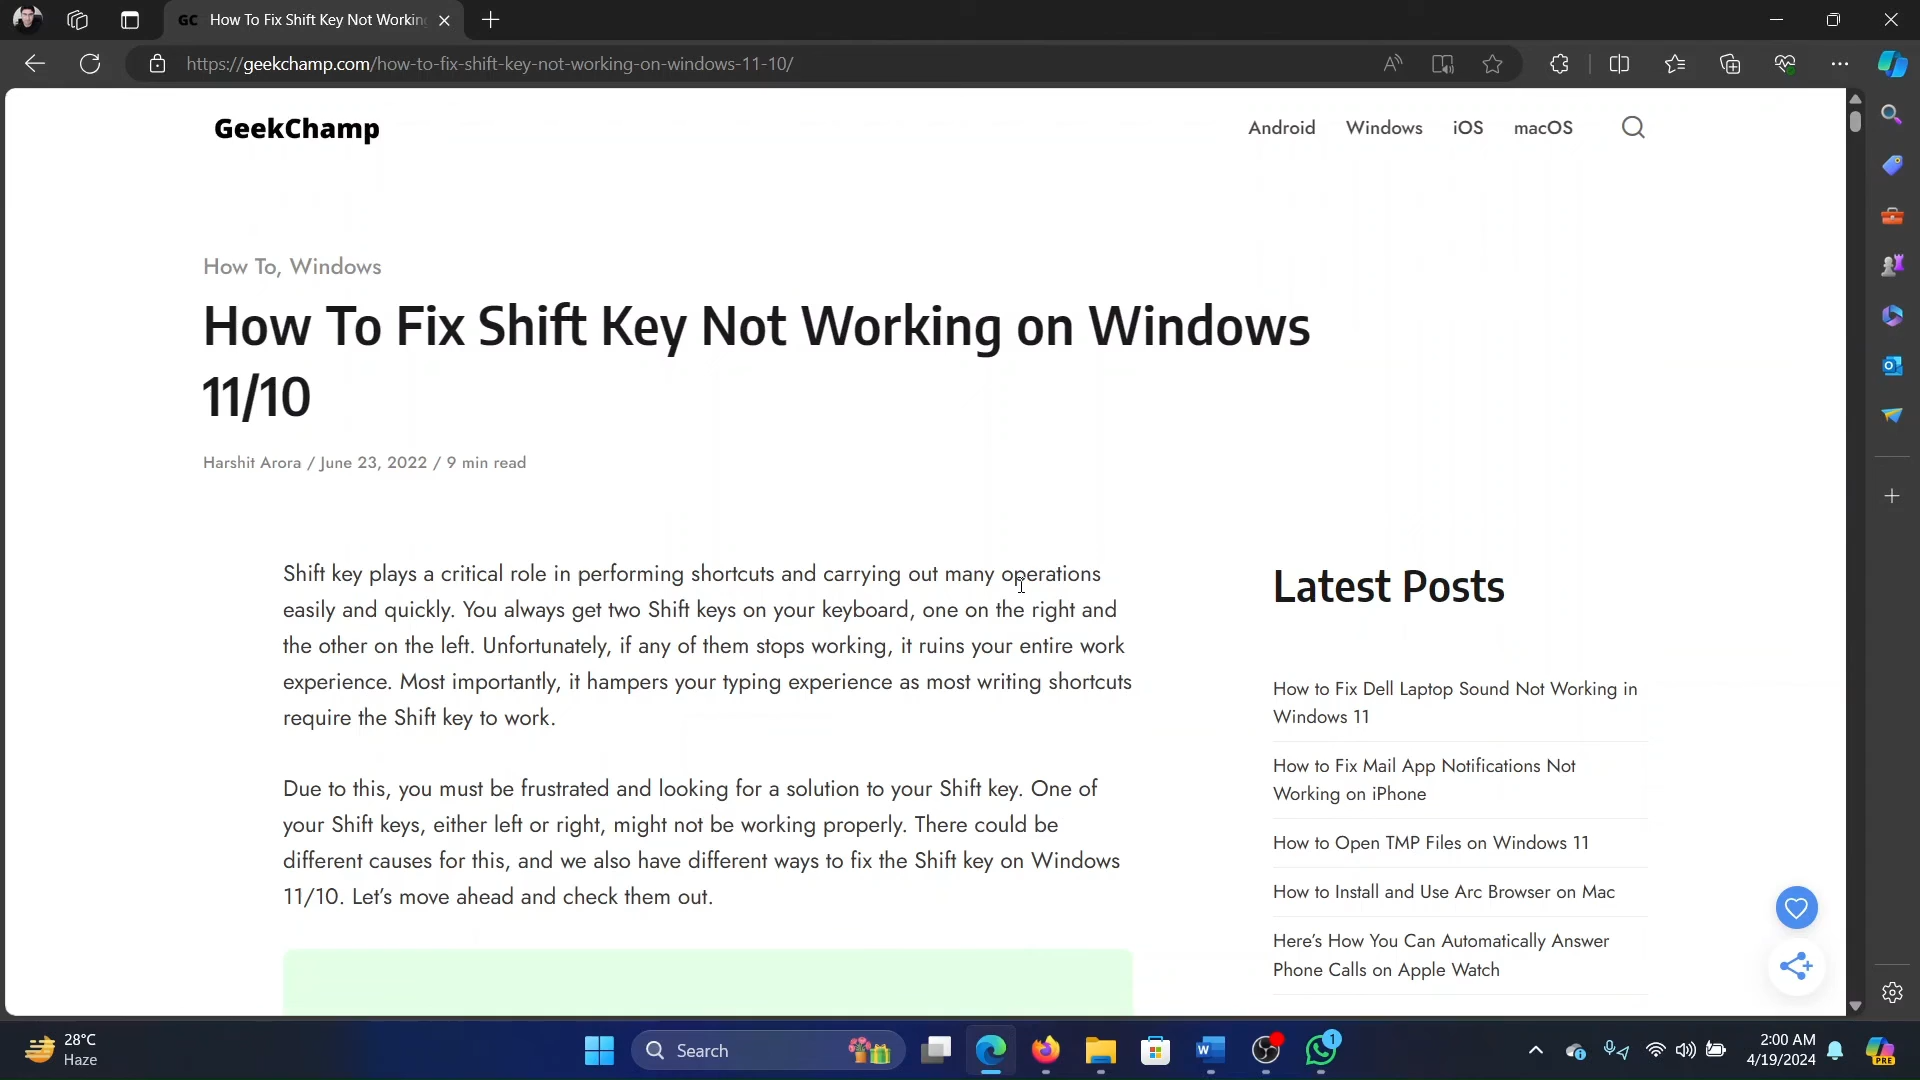 GC How To Fix Shift Key Not Workin
https://geekchamp.com/how-to-fix-shift-key-not-working-on-windows-11-10/
GeekChamp
Android Windows iOS macOS
How To, Windows
How To Fix Shift Key Not Working on Windows
11/10
Harshit Arora / June 23, 2022 / 9 min read
Shift key plays a critical role in performing shortcuts and carrying out many operations
easily and quickly. You always get two Shift keys on your keyboard, one on the right and
the other on the left. Unfortunately, if any of them stops working, it ruins your entire work
experience. Most importantly, it hampers your typing experience as most writing shortcuts
require the Shift key to work.
Due to this, you must be frustrated and looking for a solution to your Shift key. One of
your Shift keys, either left or right, might not be working properly. There could be
different causes for this, and we also have different ways to fix the Shift key on Windows
11/10. Let's move ahead and check them out.
Latest Posts
How to Fix Dell Laptop Sound Not Working in
Windows 11
How to Fix Mail App Notifications Not
Working on iPhone
How to Open TMP Files on Windows 11
How to Install and Use Arc Browser on Mac
Here's How You Can Automatically Answer
Phone Calls on Apple Watch
28°C
Haze
Search
1
2:00 AM
4/19/2024
PRE